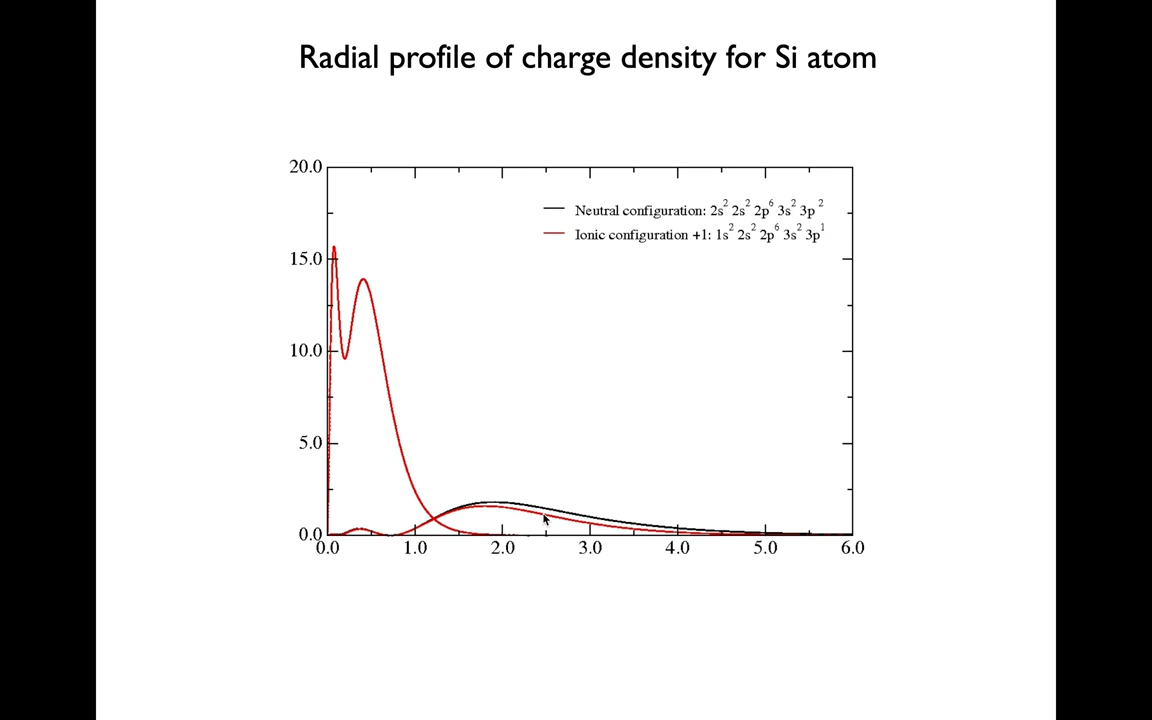 Radial profile of charge density for Si atom
20.0
Neutral configuration: 2s² 2s² 2p⁶ 3s² 3p²
Ionic configuration +1: 1s² 2s² 2p⁶ 3s² 3p¹
15.0
10.0
5.0
0.0
0.0 1.0 2.0 3.0 4.0 5.0 6.0